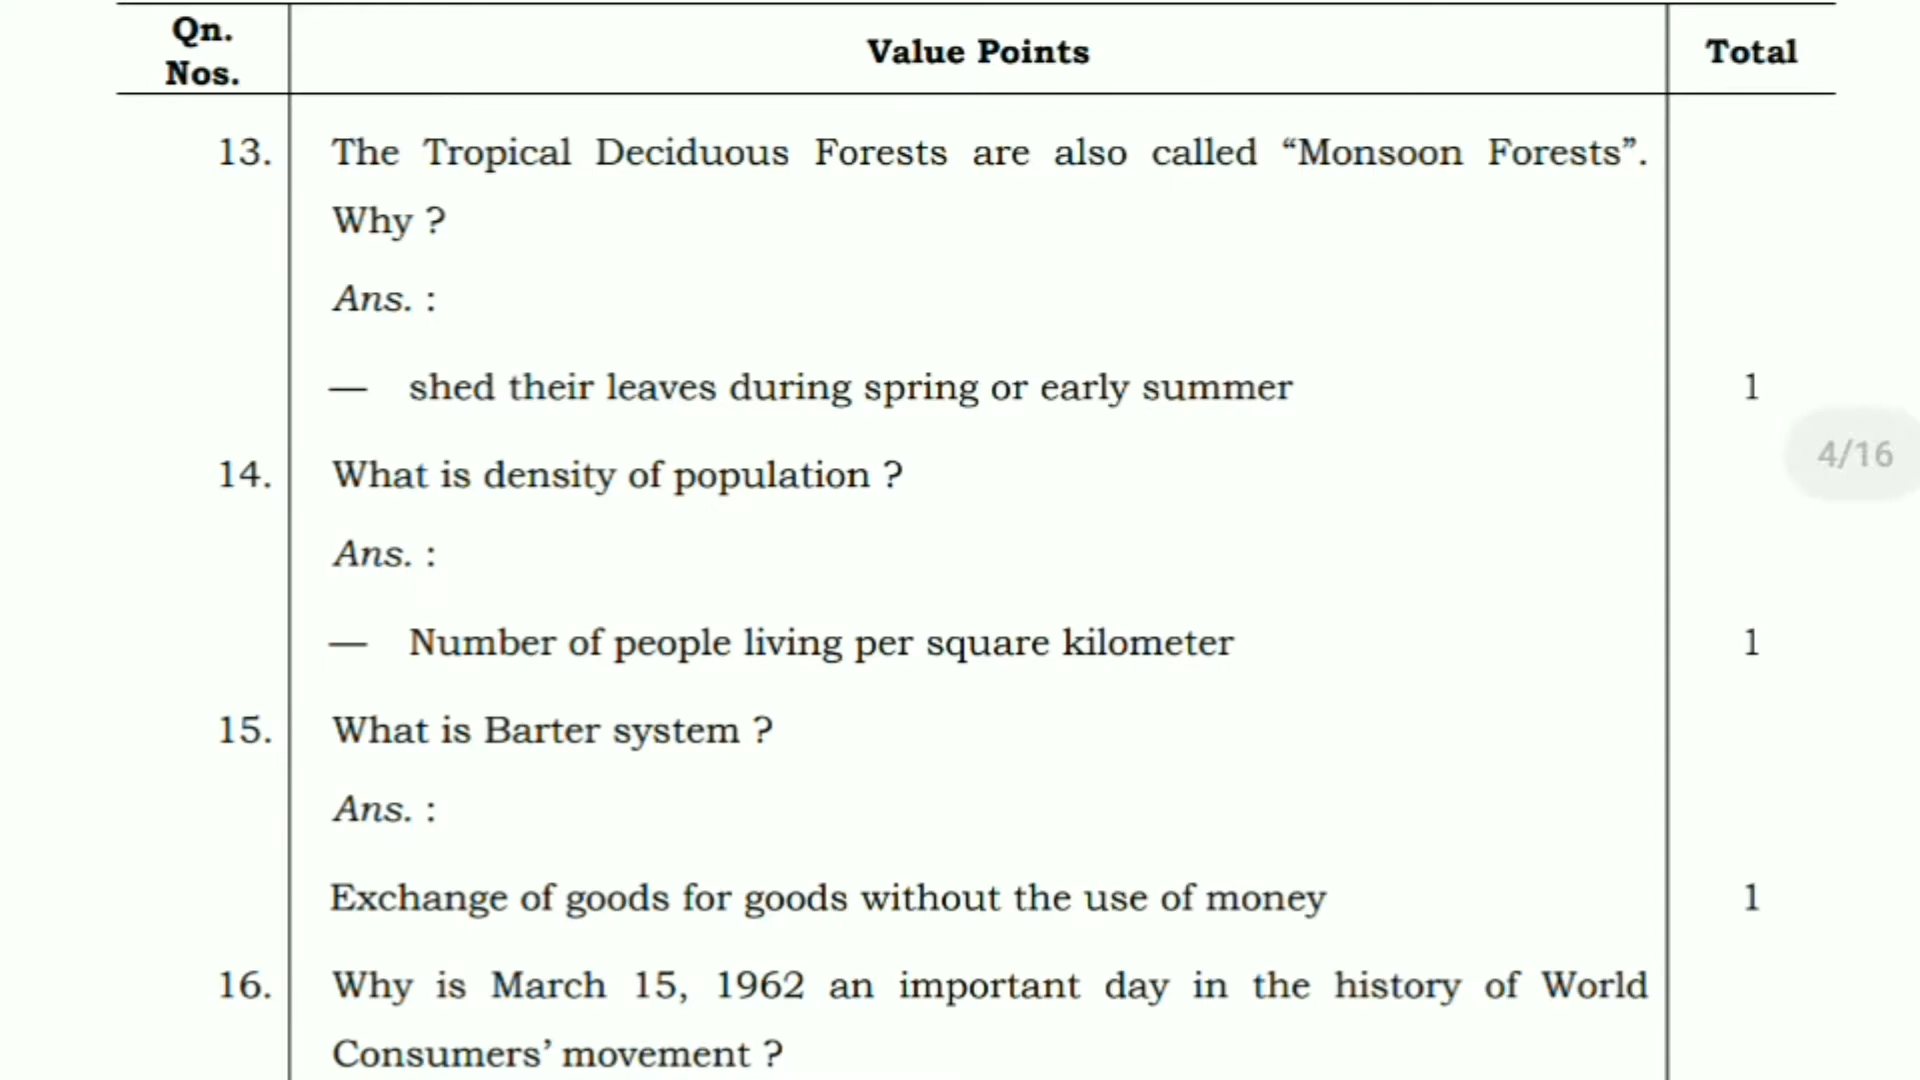 Qn. Nos. Value Points Total
13. The Tropical Deciduous Forests are also called “Monsoon Forests”.
Why ?
Ans. :
— shed their leaves during spring or early summer 1
4/16
14. What is density of population ?
Ans. :
— Number of people living per square kilometer 1
15. What is Barter system ?
Ans. :
Exchange of goods for goods without the use of money 1
16. Why is March 15, 1962 an important day in the history of World
Consumers’ movement ?